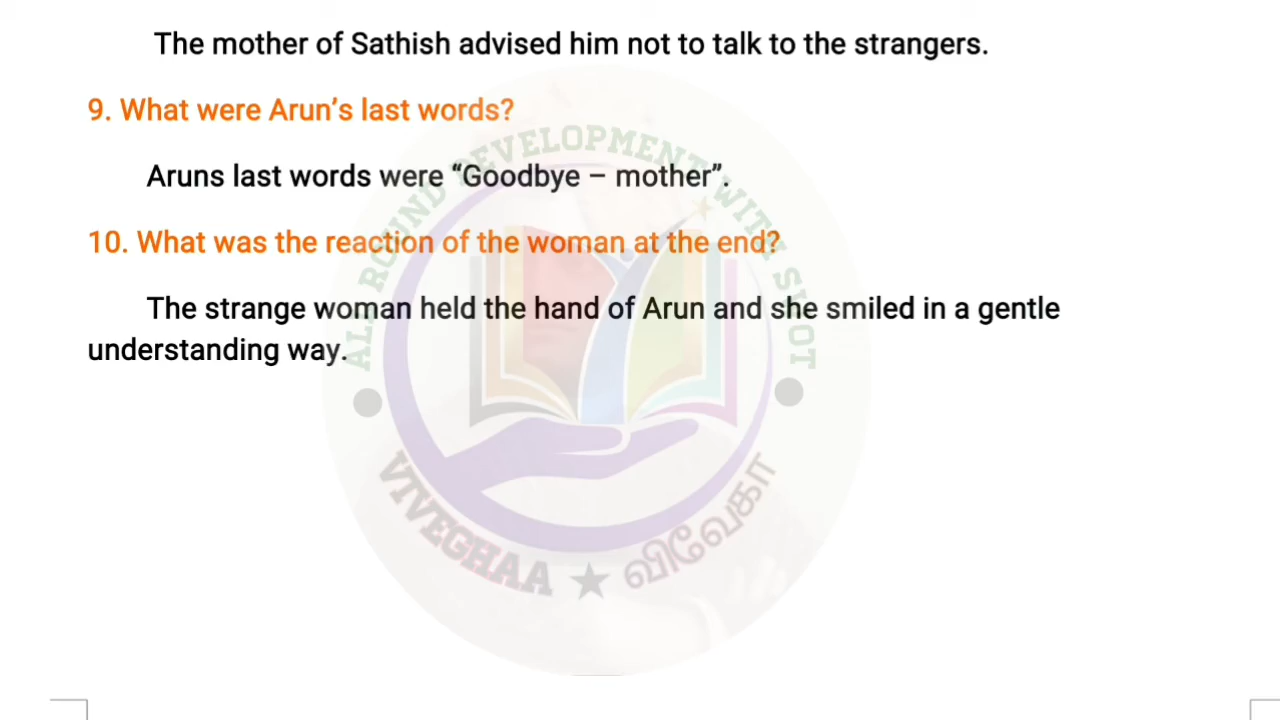 The mother of Sathish advised him not to talk to the strangers.
9. What were Arun’s last words?
Aruns last words were “Goodbye – mother”.
10. What was the reaction of the woman at the end?
The strange woman held the hand of Arun and she smiled in a gentle
understanding way.
ALL ROUND DEVELOPMENT WITH SHOT
VIVEGHAA ★ விவேகா